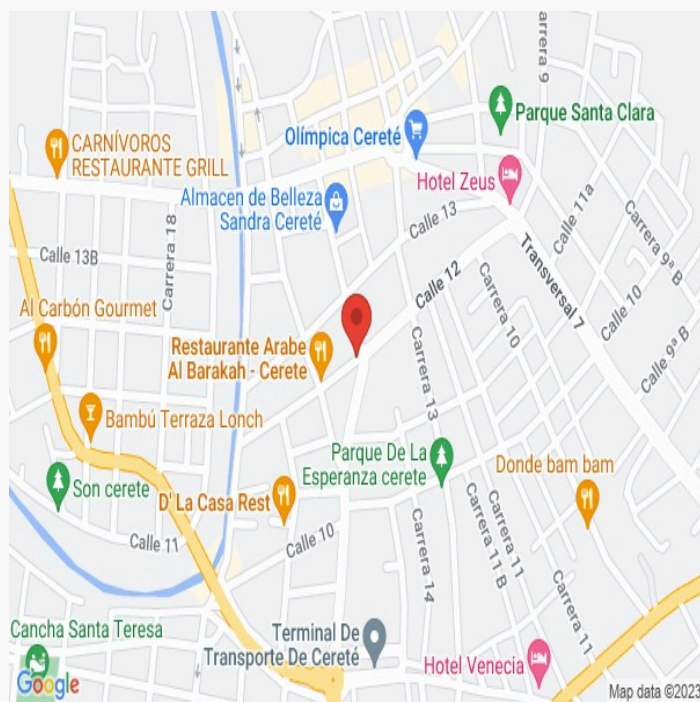 Carrera 9
Parque Santa Clara
Olímpica Cereté
CARNÍVOROS
RESTAURANTE GRILL
Hotel Zeus
Almacen de Belleza
Sandra Cereté
Calle 11a
Carrera 9ª B
Calle 13
Carrera 18
Calle 13B
Transversal 7
Calle 12
Carrera 10
Calle 10
Al Carbón Gourmet
Restaurante Arabe
Al Barakah - Cerete
Calle 9ª B
Carrera 13
Bambú Terraza Lonch
Parque De La
Esperanza cerete
Donde bam bam
Son cerete
D' La Casa Rest
Calle 11
Calle 10
Carrera 11 B
Carrera 11
Carrera 14
Carrera 11
Cancha Santa Teresa
Terminal De
Transporte De Cereté
Hotel Venecia
Google
Map data ©2023